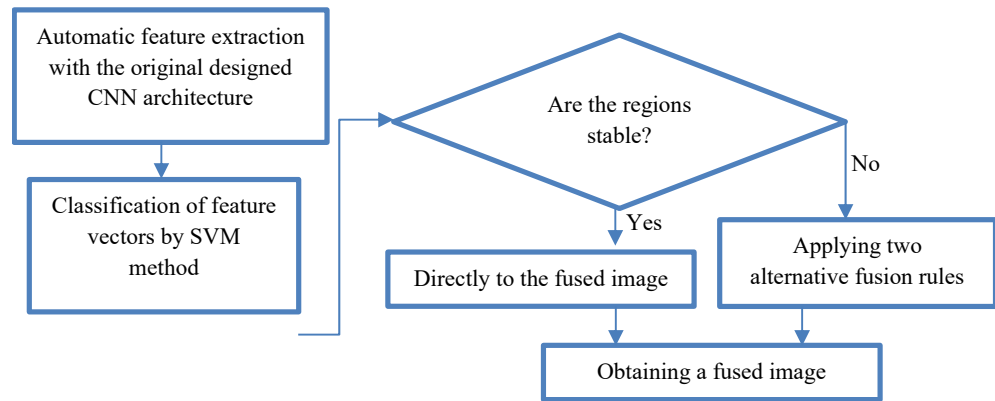 Automatic feature extraction
with the original designed
CNN architecture
Classification of feature
vectors by SVM
method
Are the regions
stable?
No
Yes
Directly to the fused image
Applying two
alternative fusion rules
Obtaining a fused image